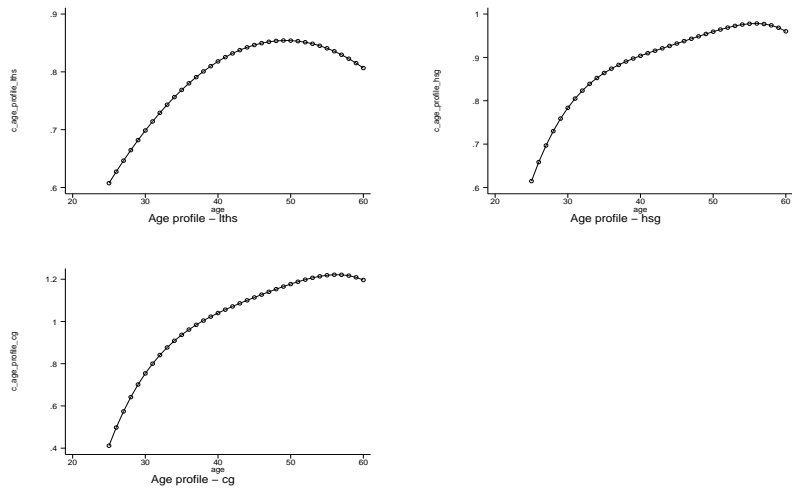 .9
.8
.7
.6
c_age_profile_lths
20 30 40 50 60
age
Age profile – lths
1
.9
.8
.7
.6
c_age_profile_hsg
20 30 40 50 60
age
Age profile – hsg
1.2
1
.8
.6
.4
c_age_profile_cg
20 30 40 50 60
age
Age profile – cg